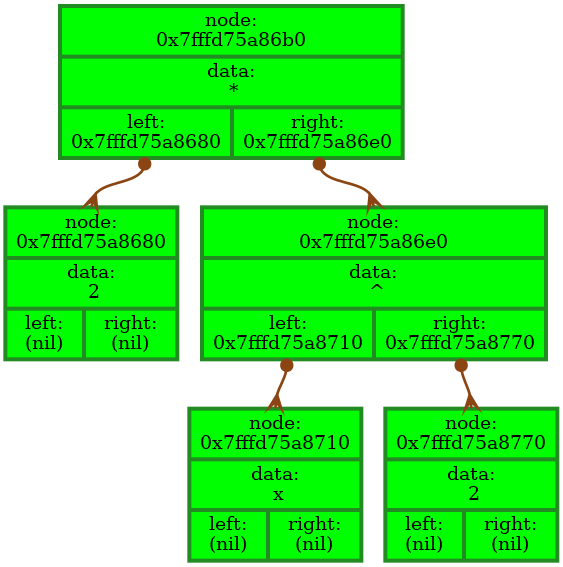 node:
0x7fffd75a86b0
data:
*
left:
0x7fffd75a8680
right:
0x7fffd75a86e0
node:
0x7fffd75a8680
data:
2
left:
(nil)
right:
(nil)
node:
0x7fffd75a86e0
data:
^
left:
0x7fffd75a8710
right:
0x7fffd75a8770
node:
0x7fffd75a8710
data:
x
left:
(nil)
right:
(nil)
node:
0x7fffd75a8770
data:
2
left:
(nil)
right:
(nil)